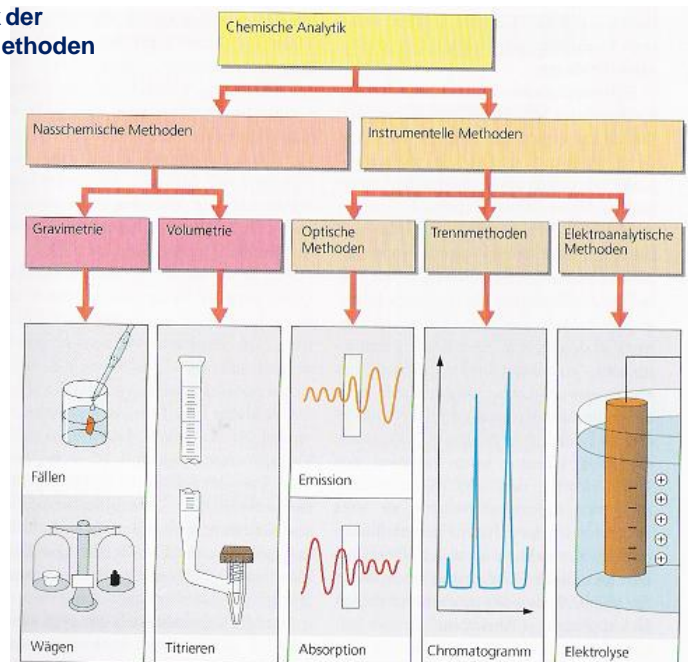 der
ethoden
Chemische Analytik
Nasschemische Methoden
Instrumentelle Methoden
Gravimetrie
Volumetrie
Optische
Methoden
Trennmethoden
Elektroanalytische
Methoden
Fällen
Wägen
Titrieren
Emission
Absorption
Chromatogramm
Elektrolyse